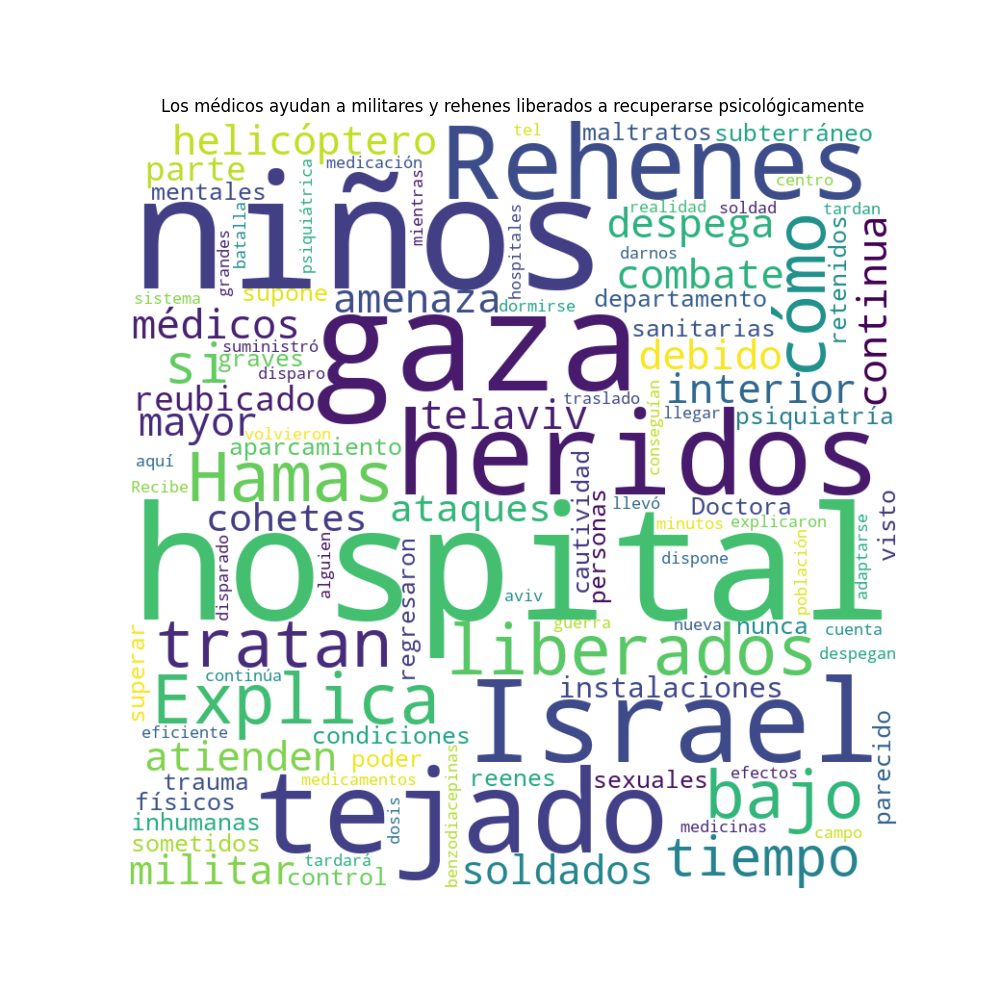 Los médicos ayudan a militares y rehenes liberados a recuperarse psicológicamente
helicóptero
Rehenes
tel
maltratos
subterráneo
parte
medicación
mentales
niños
centro
psiquiátrica
mientras
batalla
grandes
hospitales
realidad
soldad
tardan
despega
cómo
retenidos
continua
darnos
combate
sistema
supone
amenaza
dormirse
departamento
médicos
gaza
sanitarias
suministró
si
graves
disparo
debido
interior
reubicado
telaviv
traslado
llegar
psiquiatría
mayor
volvieron
heridos
conseguían
aparcamiento
aquí
Recibe
Hamas
cautividad
personas
llevó
Doctora
visto
cohetes
ataques
minutos
explicaron
adaptarse
disparado
alguien
hospital
dispone
población
regresaron
aviv
guerra
nueva
nunca
cuenta
superar
tratan
liberados
despegan
continúa
Explica
instalaciones
Israel
eficiente
condiciones
parecido
atienden
poder
benzodiacepinas
trauma
medicamentos
reenes
sexuales
efectos
físicos
tejado
dosis
bajo
inhumanas
medicinas
campo
sometidos
tardará
militar
control
soldados
tiempo